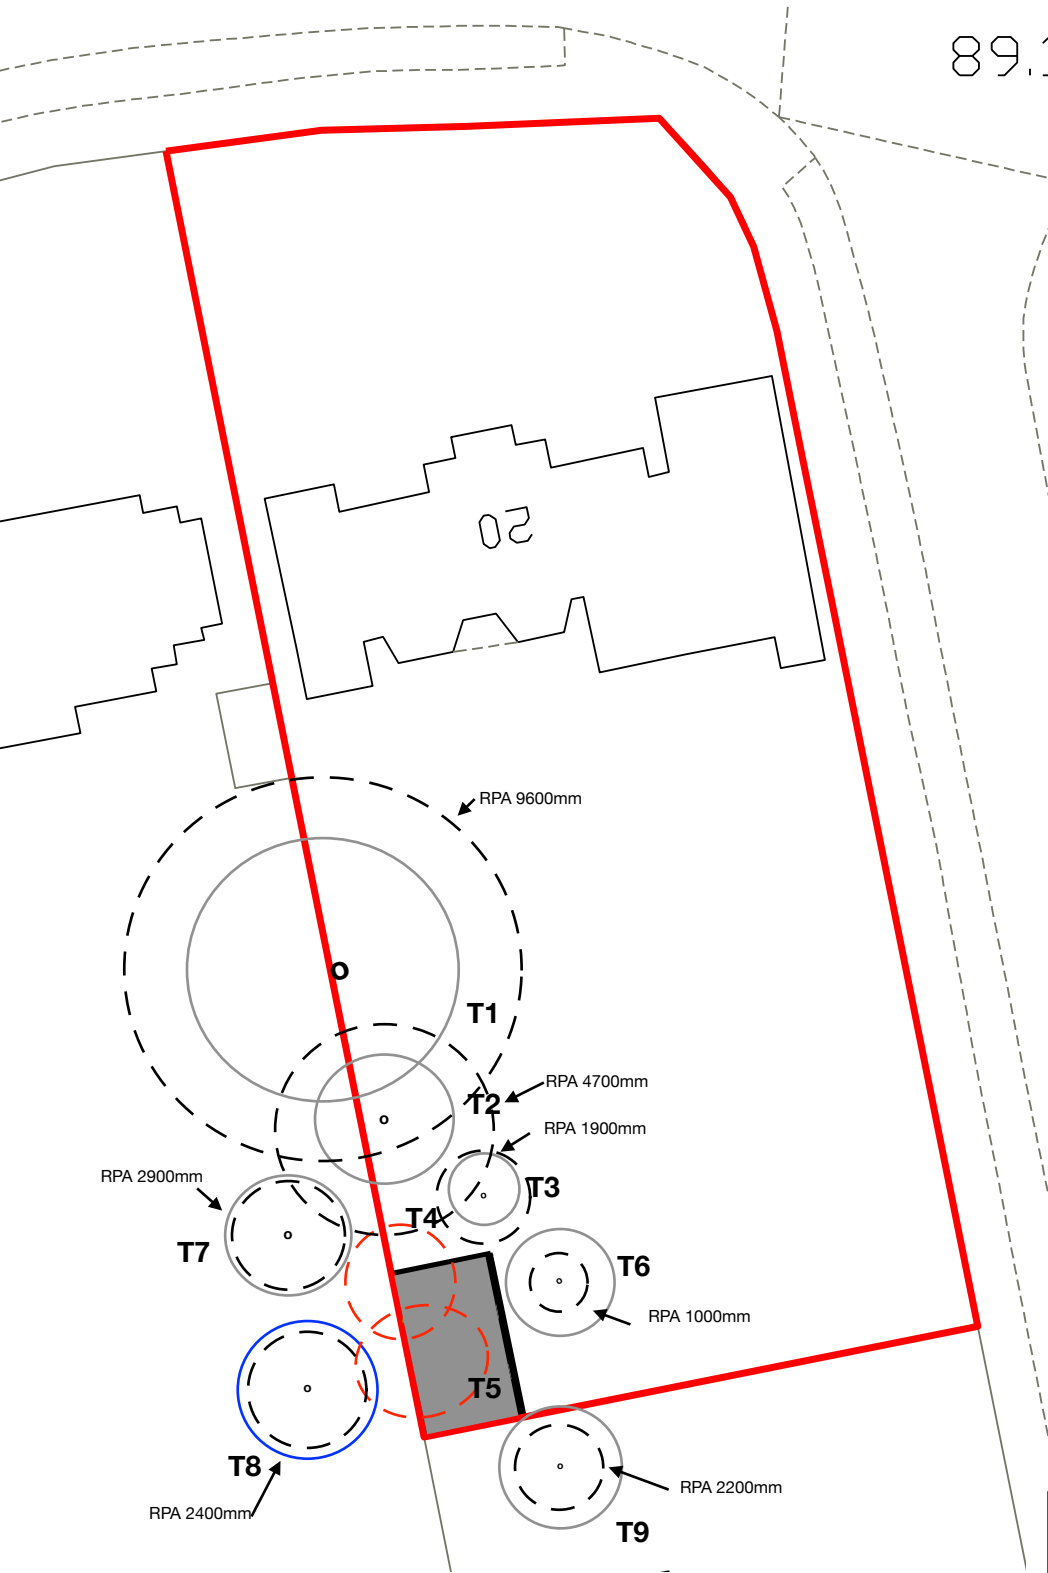 89.1
50
RPA 9600mm
T1
RPA 4700mm
T2
RPA 1900mm
RPA 2900mm
T3
T4
T7
T6
RPA 1000mm
T5
T8
RPA 2200mm
RPA 2400mm
T9